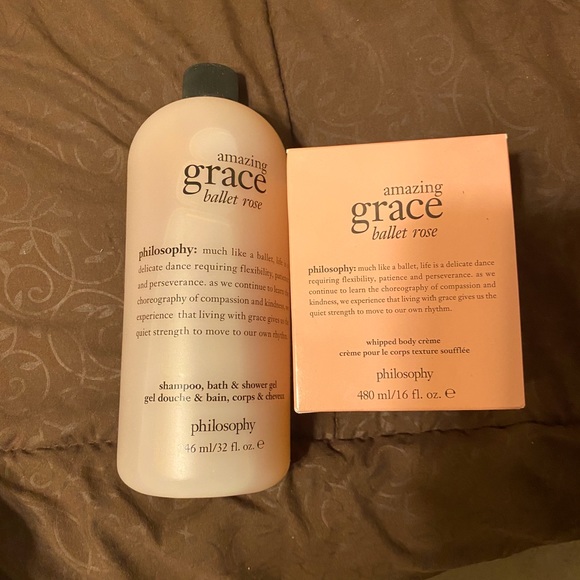 amazing
grace
ballet rose
philosophy: much like a ballet, life is a
delicate dance requiring flexibility, patience
and perseverance. as we continue to learn the
choreography of compassion and kindness, we
experience that living with grace gives us the
quiet strength to move to our own rhythm.
shampoo, bath & shower gel
gel douche & bain, corps & cheveux
philosophy
46 ml/32 fl. oz. ℮
amazing
grace
ballet rose
philosophy: much like a ballet, life is a delicate dance
requiring flexibility, patience and perseverance. as we
continue to learn the choreography of compassion and
kindness, we experience that living with grace gives us the
quiet strength to move to our own rhythm.
whipped body crème
crème pour le corps texture soufflée
philosophy
480 ml/16 fl. oz. ℮